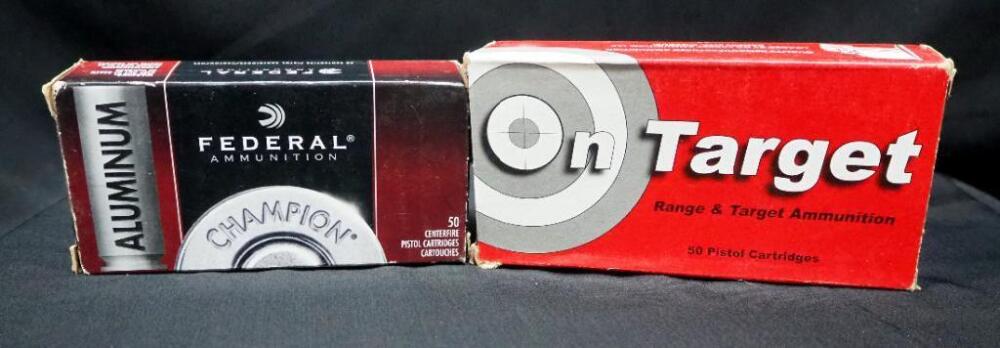 ALUMINUM
FEDERAL®
AMMUNITION
CHAMPION®
50
CENTERFIRE
PISTOL CARTRIDGES
CARTOUCHES
On Target
Range & Target Ammunition
50 Pistol Cartridges